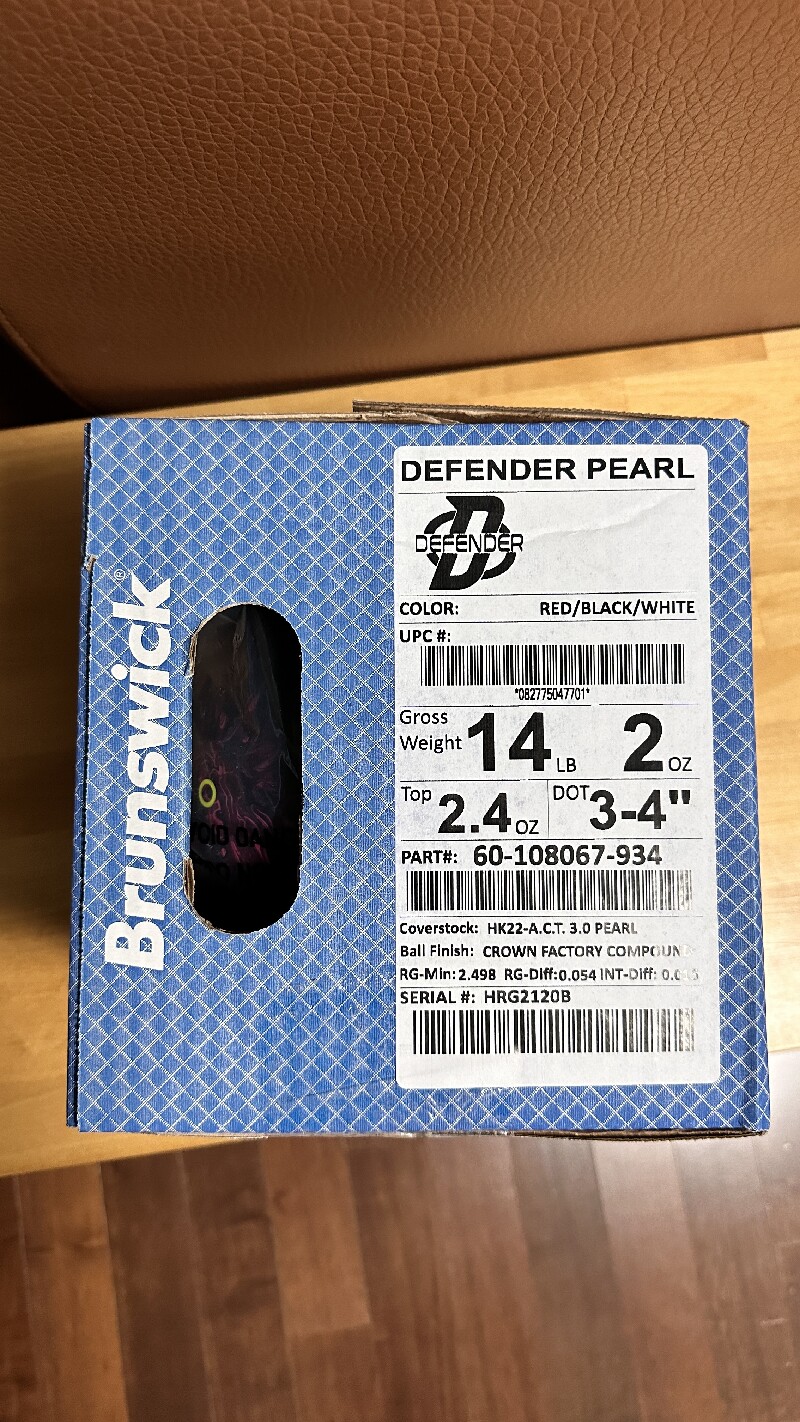 Brunswick®
DEFENDER PEARL
D
DEFENDER
COLOR: RED/BLACK/WHITE
UPC #:
*082775047701*
Gross Weight 14 LB 2 OZ
Top 2.4 OZ DOT 3-4"
PART#: 60-108067-934
Coverstock: HK22-A.C.T. 3.0 PEARL
Ball Finish: CROWN FACTORY COMPOUN
RG-Min: 2.498 RG-Diff: 0.054 INT-Diff:
SERIAL #: HRG2120B